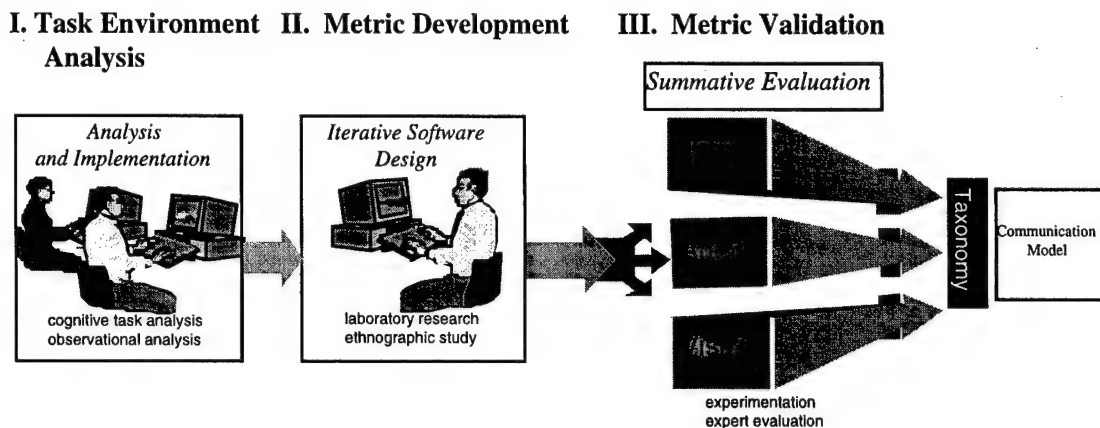 I. Task Environment
Analysis
II. Metric Development
III. Metric Validation
Summative Evaluation
Analysis
and Implementation
cognitive task analysis
observational analysis
Iterative Software
Design
laboratory research
ethnographic study
experimentation
expert evaluation
Taxonomy
Communication
Model